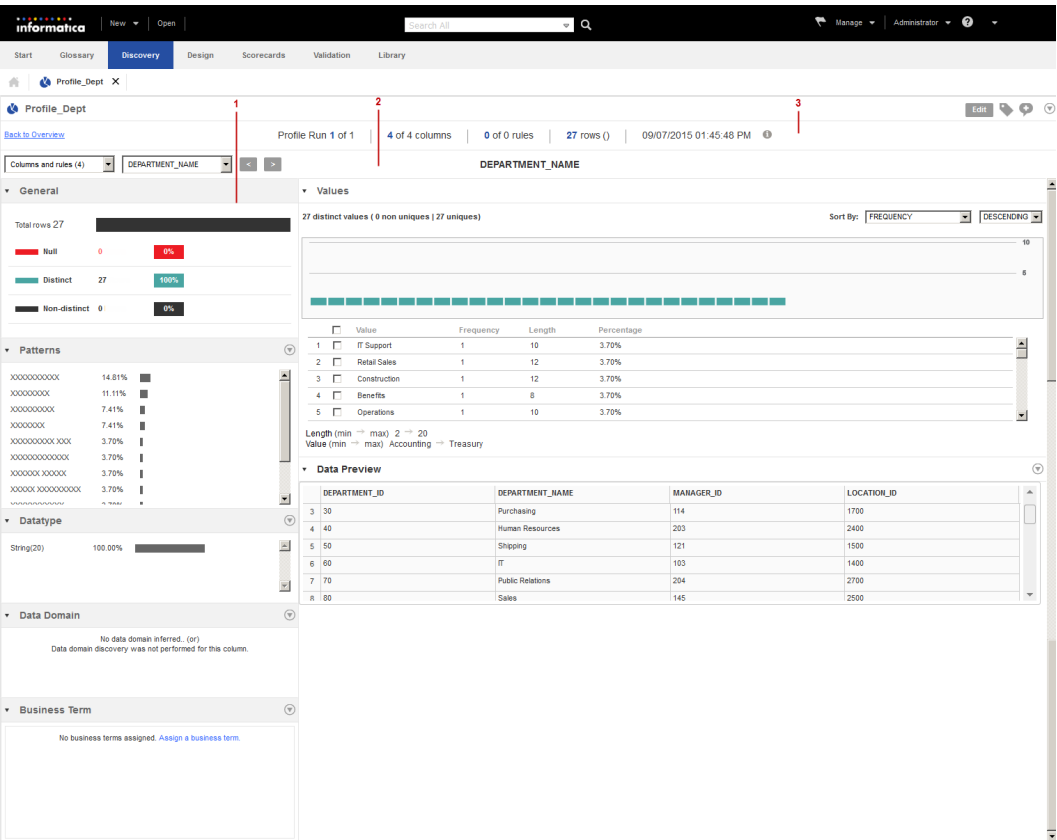 informatica New Open Search All Manage Administrator ?
Start Glossary Discovery Design Scorecards Validation Library
Profile_Dept X
Profile_Dept 1 2 3 Edit
Back to Overview Profile Run 1 of 1 4 of 4 columns 0 of 0 rules 27 rows () 09/07/2015 01:45:48 PM
Columns and rules (4) DEPARTMENT_NAME < > DEPARTMENT_NAME
General
Total rows 27
Null 0 0%
Distinct 27 100%
Non-distinct 0 0%
Patterns
XXXXXXXXXX 14.81%
XXXXXXXX 11.11%
XXXXXXXXX 7.41%
XXXXXXX 7.41%
XXXXXXXXX XXX 3.70%
XXXXXXXXXXXX 3.70%
XXXXXX XXXXX 3.70%
XXXXX XXXXXXXXX 3.70%
Datatype
String(20) 100.00%
Data Domain
No data domain inferred.. (or)
Data domain discovery was not performed for this column.
Business Term
No business terms assigned. Assign a business term.
Values
27 distinct values ( 0 non uniques | 27 uniques) Sort By: FREQUENCY DESCENDING
10
6
Value Frequency Length Percentage
1 IT Support 1 10 3.70%
2 Retail Sales 1 12 3.70%
3 Construction 1 12 3.70%
4 Benefits 1 8 3.70%
5 Operations 1 10 3.70%
Length (min → max) 2 → 20
Value (min → max) Accounting → Treasury
Data Preview
DEPARTMENT_ID DEPARTMENT_NAME MANAGER_ID LOCATION_ID
3 30 Purchasing 114 1700
4 40 Human Resources 203 2400
5 50 Shipping 121 1500
6 60 IT 103 1400
7 70 Public Relations 204 2700
8 80 Sales 145 2500